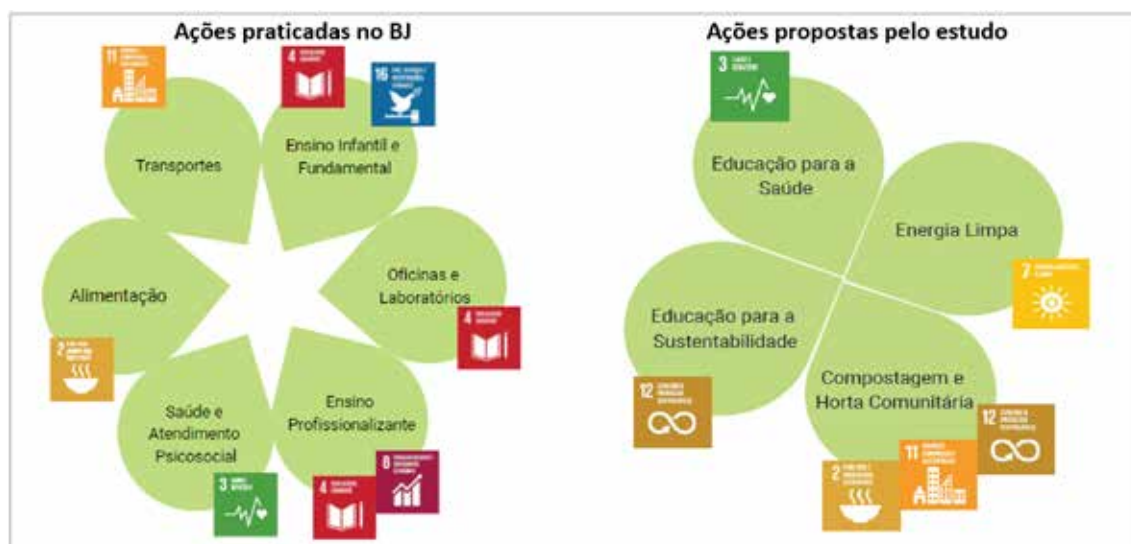 Ações praticadas no BJ
11
Transportes
4
16
Ensino Infantil e
Fundamental
Oficinas e
Laboratórios
4
Ensino
Profissionalizante
4
8
Saúde e
Atendimento
Psicosocial
3
Alimentação
2
Ações propostas pelo estudo
3
Educação para a
Saúde
Energia Limpa
7
Educação para a
Sustentabilidade
12
Compostagem e
Horta Comunitária
2
11
12